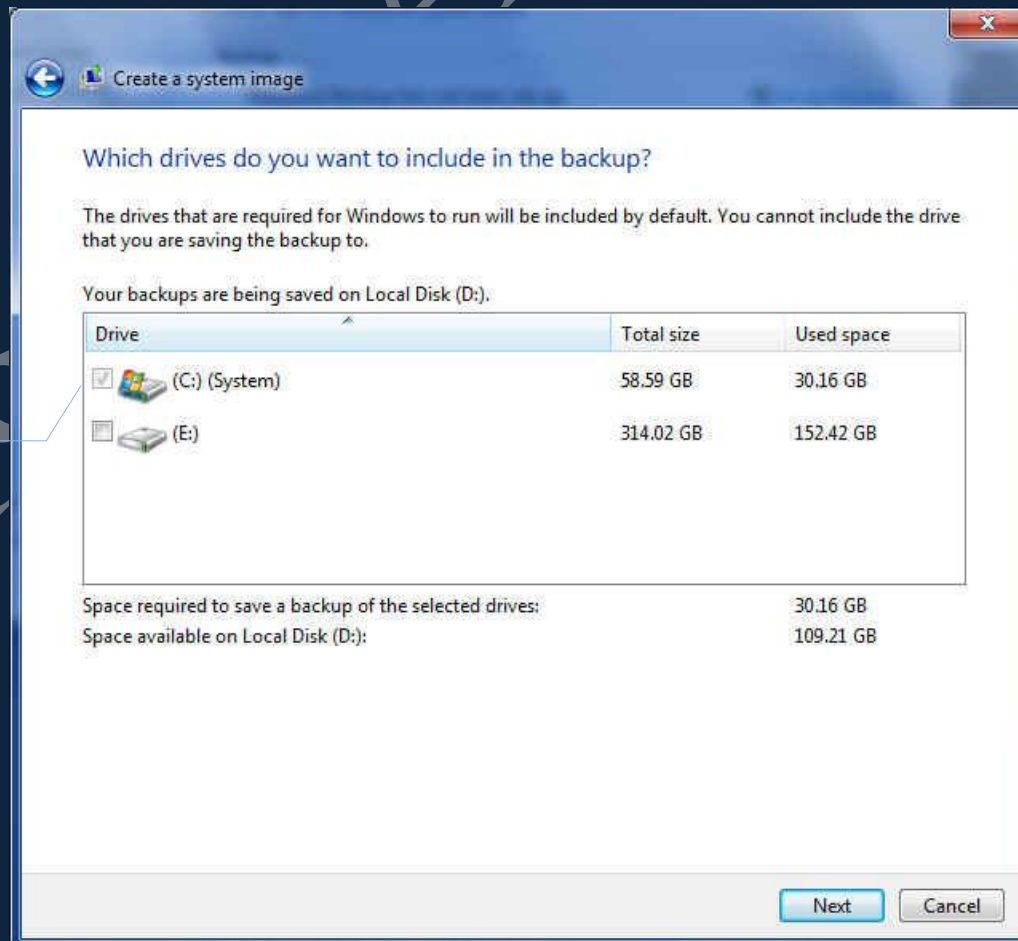 Create a system image
Which drives do you want to include in the backup?
The drives that are required for Windows to run will be included by default. You cannot include the drive
that you are saving the backup to.
Your backups are being saved on Local Disk (D:).
Drive Total size Used space
(C:) (System) 58.59 GB 30.16 GB
(E:) 314.02 GB 152.42 GB
Space required to save a backup of the selected drives: 30.16 GB
Space available on Local Disk (D:): 109.21 GB
Next Cancel